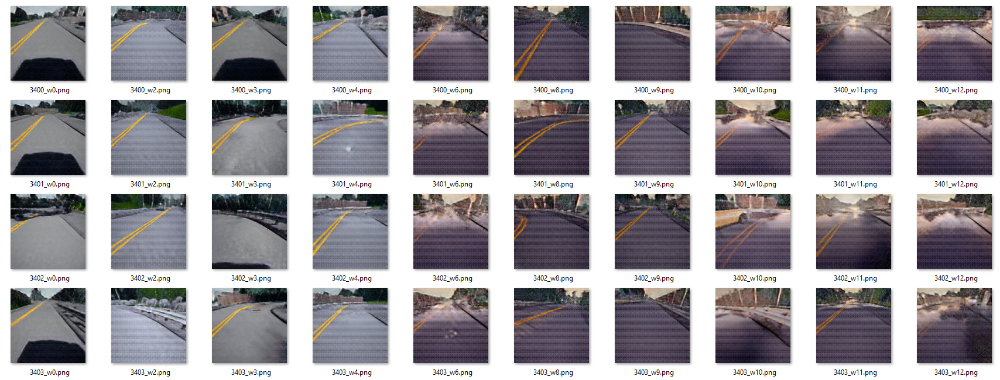 3400_w0.png 3400_w2.png 3400_w3.png 3400_w4.png 3400_w6.png 3400_w8.png 3400_w9.png 3400_w10.png 3400_w11.png 3400_w12.png
3401_w0.png 3401_w2.png 3401_w3.png 3401_w4.png 3401_w6.png 3401_w8.png 3401_w9.png 3401_w10.png 3401_w11.png 3401_w12.png
3402_w0.png 3402_w2.png 3402_w3.png 3402_w4.png 3402_w6.png 3402_w8.png 3402_w9.png 3402_w10.png 3402_w11.png 3402_w12.png
3403_w0.png 3403_w2.png 3403_w3.png 3403_w4.png 3403_w6.png 3403_w8.png 3403_w9.png 3403_w10.png 3403_w11.png 3403_w12.png